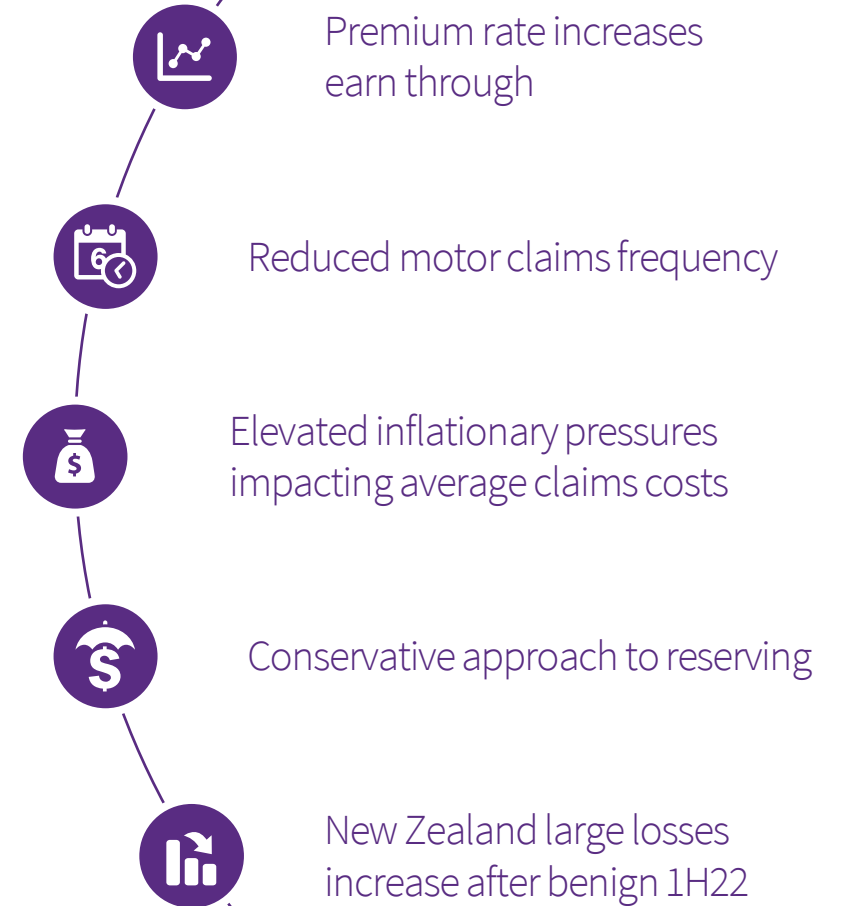 Premium rate increases
earn through
6
Reduced motor claims frequency
$
Elevated inflationary pressures
impacting average claims costs
$
Conservative approach to reserving
New Zealand large losses
increase after benign 1H22